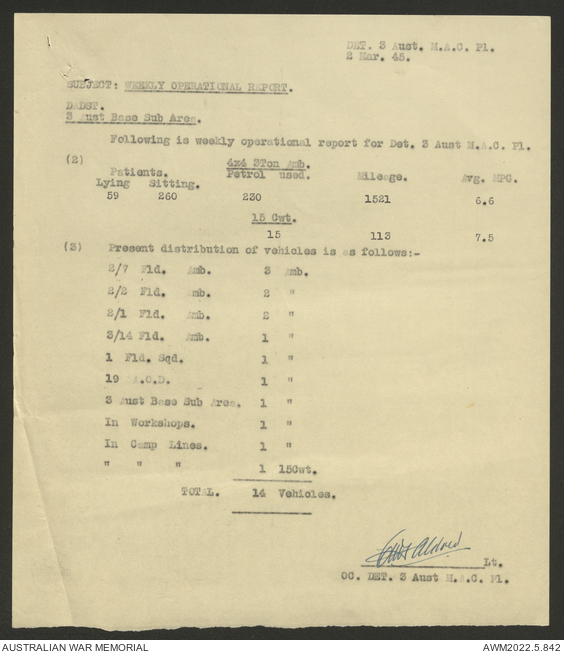 DET. 3 Aust. M.A.C. Pl.
2 Mar. 45.
SUBJECT: WEEKLY OPERATIONAL REPORT.
DADST.
3 Aust Base Sub Area.
Following is weekly operational report for Det. 3 Aust M.A.C. Pl.
(2) 4x4 3Ton Amb.
Patients. Petrol used. Mileage. Avg. MPG.
Lying Sitting.
59 260 230 1521 6.6
15 Cwt.
15 113 7.5
(3) Present distribution of vehicles is as follows:-
2/7 Fld. Amb. 3 Amb.
2/2 Fld. Amb. 2 "
2/1 Fld. Amb. 2 "
3/14 Fld. Amb. 1 "
1 Fld. Sqd. 1 "
19 A.O.D. 1 "
3 Aust Base Sub Area. 1 "
In Workshops. 1 "
In Camp Lines. 1 "
" " " 1 15Cwt.
TOTAL. 14 Vehicles.
Lt.
OC. DET. 3 Aust M.A.C. Pl.
AUSTRALIAN WAR MEMORIAL AWM2022.5.842